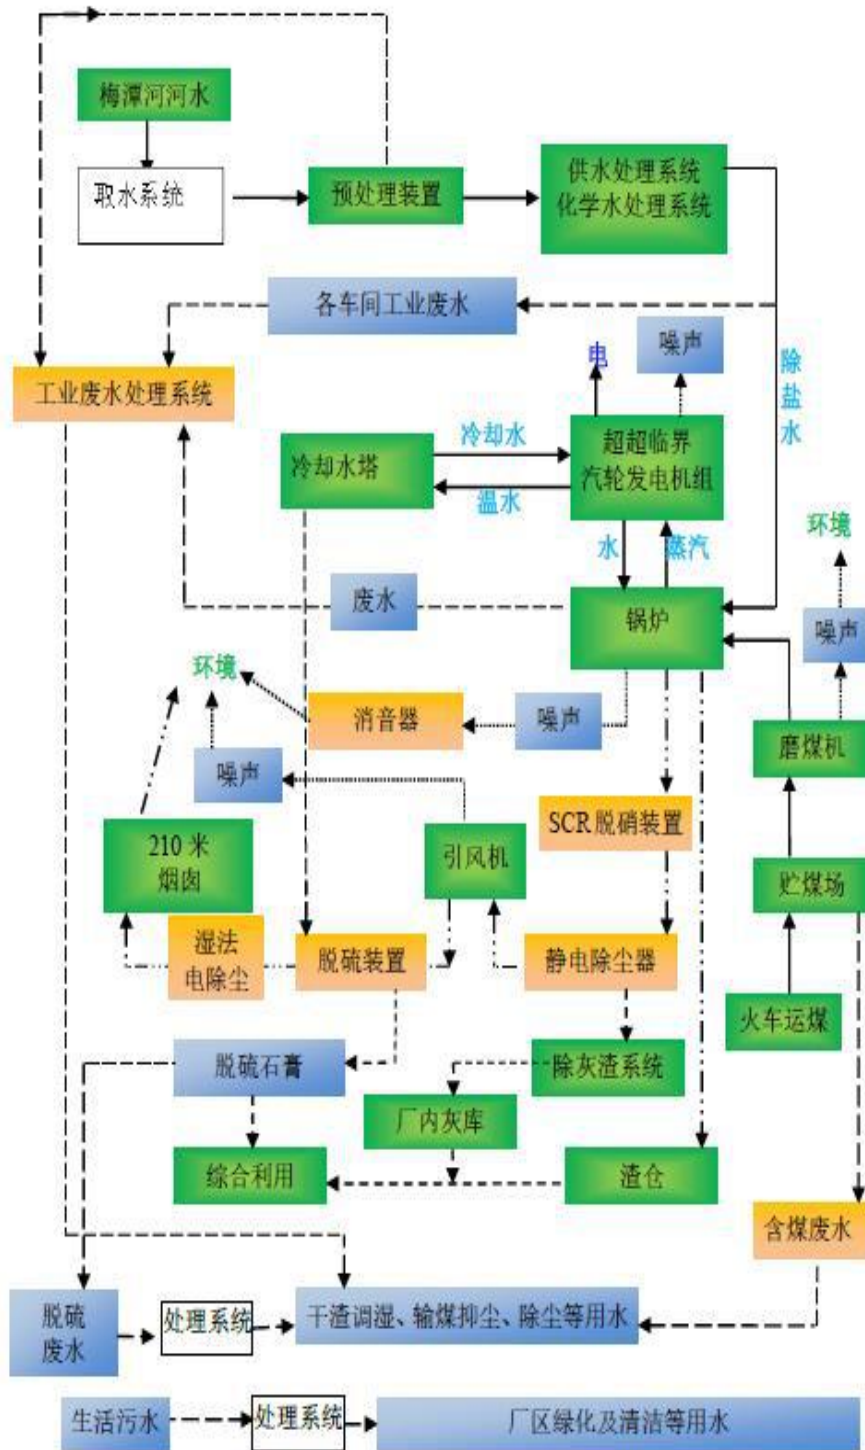 梅潭河河水
取水系统
预处理装置
供水处理系统
化学水处理系统
各车间工业废水
电
噪声
除盐水
工业废水处理系统
冷却水塔
冷却水
温水
超超临界
汽轮发电机组
水
蒸汽
环境
废水
锅炉
噪声
环境
消音器
噪声
磨煤机
噪声
SCR 脱硝装置
210 米
烟囱
引风机
贮煤场
湿法
电除尘
脱硫装置
静电除尘器
火车运煤
脱硫石膏
除灰渣系统
厂内灰库
综合利用
渣仓
含煤废水
脱硫
废水
处理系统
干渣调湿、输煤抑尘、除尘等用水
生活污水
处理系统
厂区绿化及清洁等用水